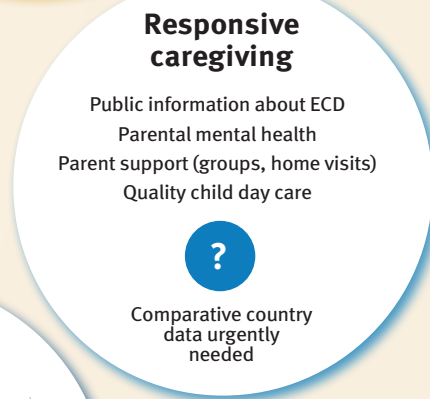 Responsive
caregiving
Public information about ECD
Parental mental health
Parent support (groups, home visits)
Quality child day care
?
Comparative country
data urgently
needed